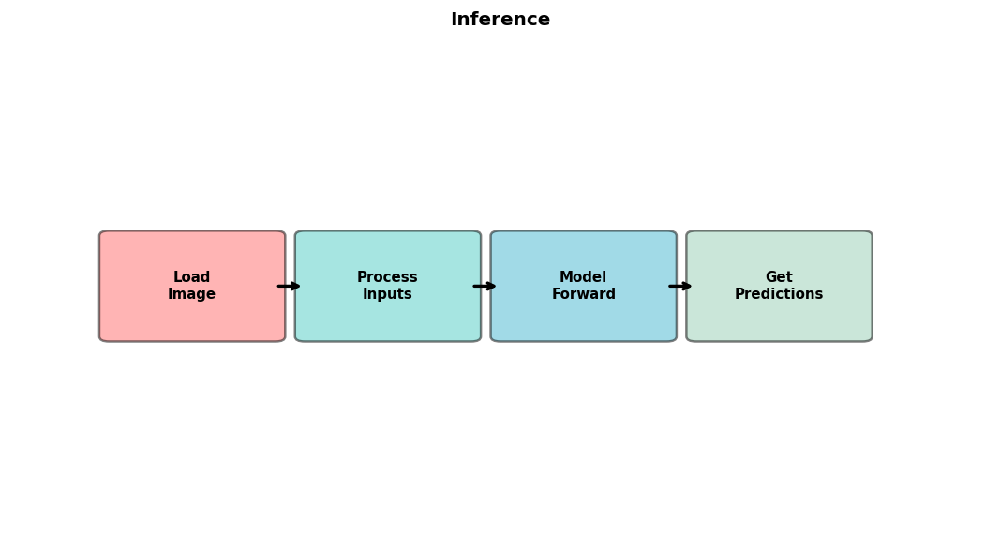 Inference
Load
Image
Process
Inputs
Model
Forward
Get
Predictions